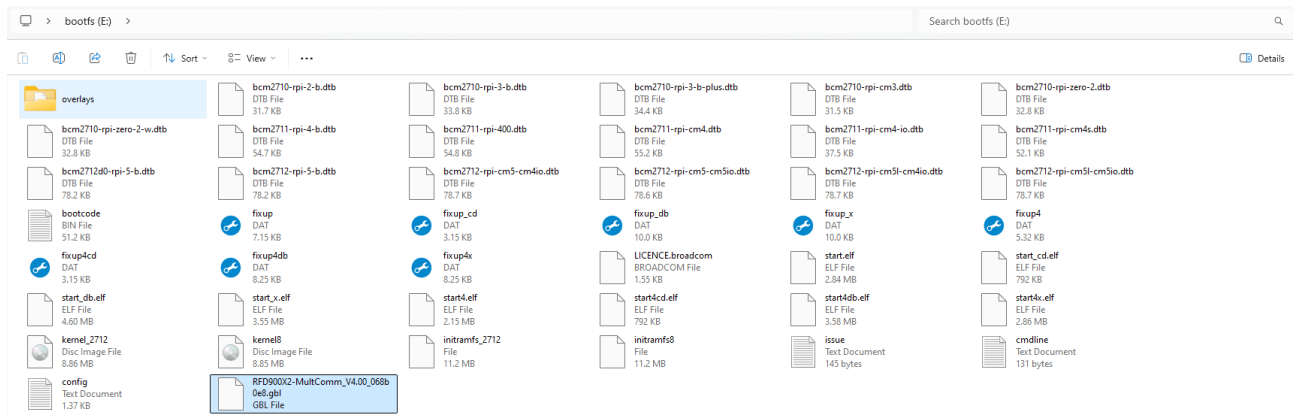 bootfs (E:)
Search bootfs (E:)
Sort
View
Details
overlays
bcm2710-rpi-2-b.dtb
DTB File
31.7 KB
bcm2710-rpi-3-b.dtb
DTB File
33.8 KB
bcm2710-rpi-3-b-plus.dtb
DTB File
34.4 KB
bcm2710-rpi-cm3.dtb
DTB File
31.5 KB
bcm2710-rpi-zero-2.dtb
DTB File
32.8 KB
bcm2710-rpi-zero-2-w.dtb
DTB File
32.8 KB
bcm2711-rpi-4-b.dtb
DTB File
54.7 KB
bcm2711-rpi-400.dtb
DTB File
54.8 KB
bcm2711-rpi-cm4.dtb
DTB File
55.2 KB
bcm2711-rpi-cm4-io.dtb
DTB File
37.5 KB
bcm2711-rpi-cm4s.dtb
DTB File
52.1 KB
bcm2712d0-rpi-5-b.dtb
DTB File
78.2 KB
bcm2712-rpi-5-b.dtb
DTB File
78.2 KB
bcm2712-rpi-cm5-cm4io.dtb
DTB File
78.7 KB
bcm2712-rpi-cm5-cm5io.dtb
DTB File
78.6 KB
bcm2712-rpi-cm5l-cm4io.dtb
DTB File
78.7 KB
bcm2712-rpi-cm5l-cm5io.dtb
DTB File
78.7 KB
bootcode
BIN File
51.2 KB
fixup
DAT
7.15 KB
fixup_cd
DAT
3.15 KB
fixup_db
DAT
10.0 KB
fixup_x
DAT
10.0 KB
fixup4
DAT
5.32 KB
fixup4cd
DAT
3.15 KB
fixup4db
DAT
8.25 KB
fixup4x
DAT
8.25 KB
LICENCE.broadcom
BROADCOM File
1.55 KB
start.elf
ELF File
2.84 MB
start_cd.elf
ELF File
792 KB
start_db.elf
ELF File
4.60 MB
start_x.elf
ELF File
3.55 MB
start4.elf
ELF File
2.15 MB
start4cd.elf
ELF File
792 KB
start4db.elf
ELF File
3.58 MB
start4x.elf
ELF File
2.86 MB
kernel_2712
Disc Image File
8.86 MB
kernel8
Disc Image File
8.85 MB
initramfs_2712
File
11.2 MB
initramfs8
File
11.2 MB
issue
Text Document
145 bytes
cmdline
Text Document
131 bytes
config
Text Document
1.37 KB
RFD900X2-MultComm_V4.00_068b
0e8.gbl
GBL File